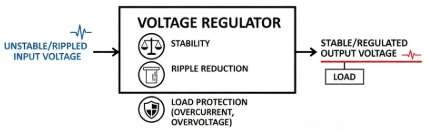 VOLTAGE REGULATOR
UNSTABLE/RIPPLED
INPUT VOLTAGE
STABILITY
RIPPLE REDUCTION
LOAD PROTECTION
(OVERCURRENT,
OVERVOLTAGE)
STABLE/REGULATED
OUTPUT VOLTAGE
LOAD